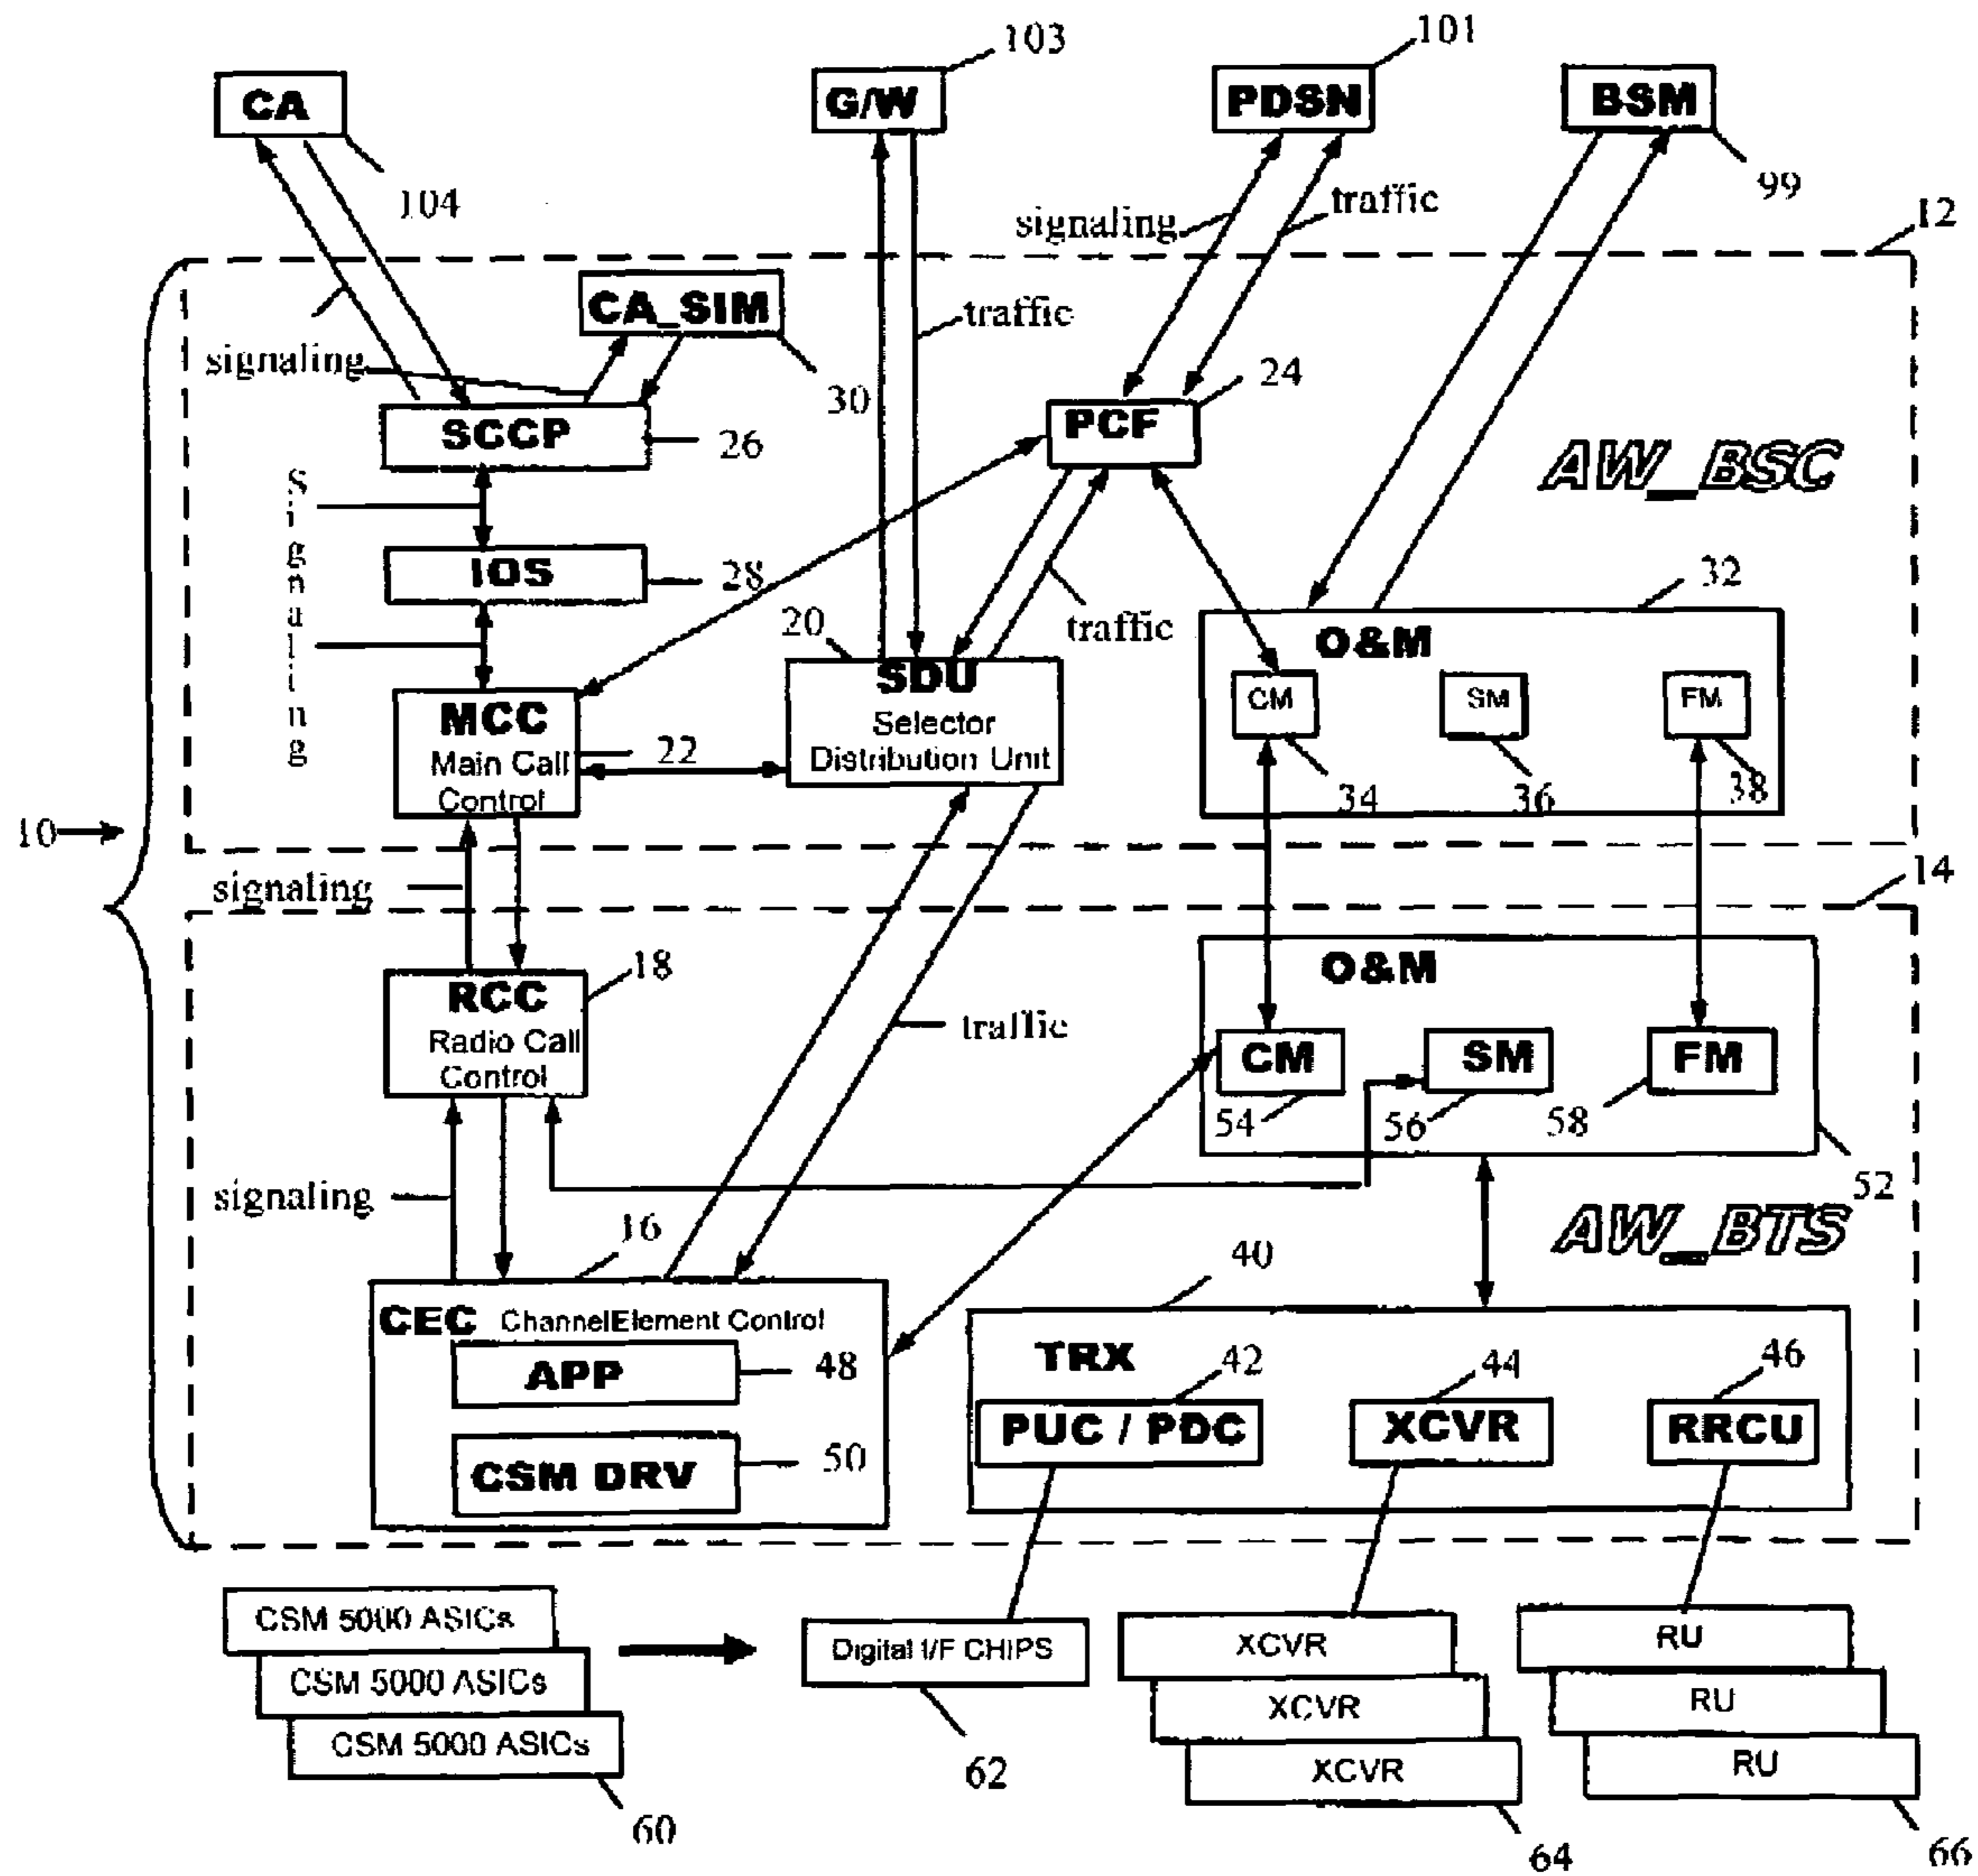 103
101
CA
G/W
PDSN
BSM
104
99
signaling
traffic
12
CA_SIM
traffic
signaling
30
24
SCCP
26
PCF
AW_BSC
Signaling
IOS
28
20
traffic
32
O&M
SDU
Selector
Distribution Unit
CM
SM
FM
MCC
Main Call
Control
22
34
36
38
10
signaling
14
18
RCC
Radio Call
Control
O&M
traffic
CM
SM
FM
54
56
58
52
signaling
16
40
AW_BTS
CEC ChannelElement Control
APP
48
TRX
42
44
46
PUC / PDC
XCVR
RRCU
CSM DRV
50
CSM 5000 ASICs
CSM 5000 ASICs
CSM 5000 ASICs
60
Digital I/F CHIPS
62
XCVR
XCVR
XCVR
64
RU
RU
RU
66